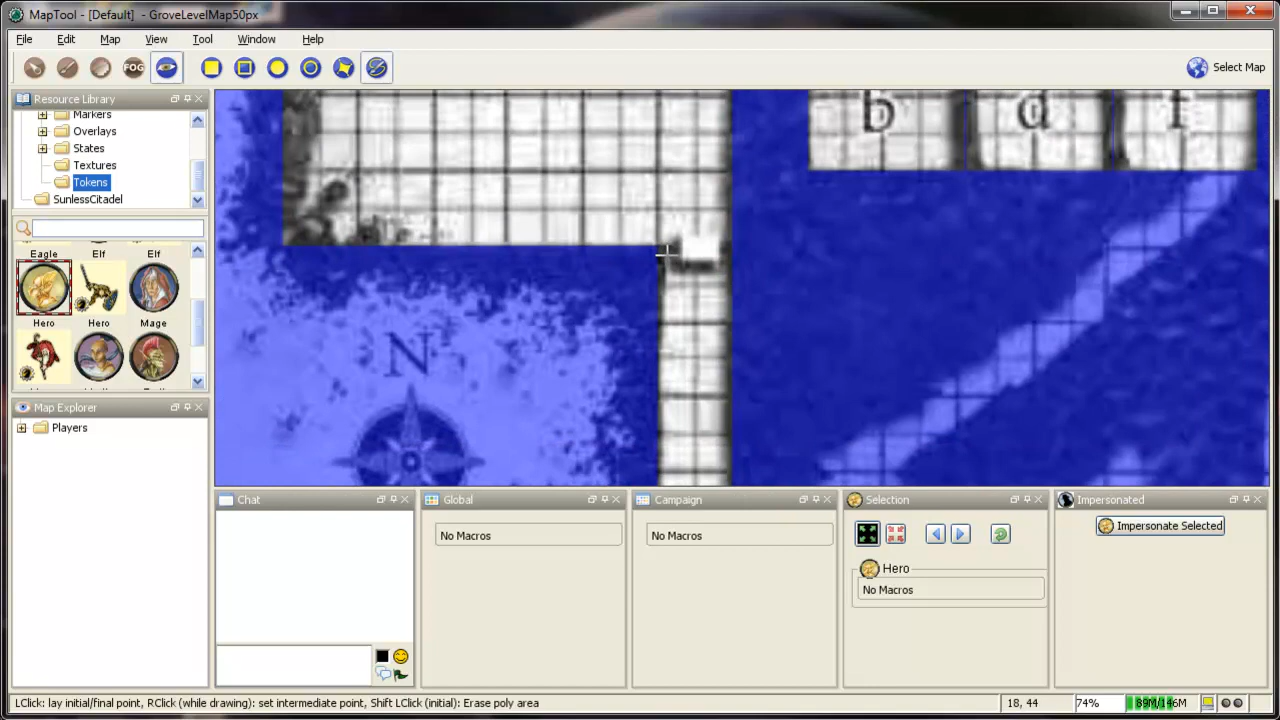 MapTool - [Default] - GroveLevelMap50px
File Edit Map View Tool Window Help
FOG
Select Map
Resource Library
Markers
Overlays
States
Textures
Tokens
SunlessCitadel
Eagle Elf Elf
Hero Hero Mage
Map Explorer
Players
b d f
N
Chat
Global
No Macros
Campaign
No Macros
Selection
Hero
No Macros
Impersonated
Impersonate Selected
LClick: lay initial/final point, RClick (while drawing): set intermediate point, Shift LClick (initial): Erase poly area
18, 44
74%
89M/146M